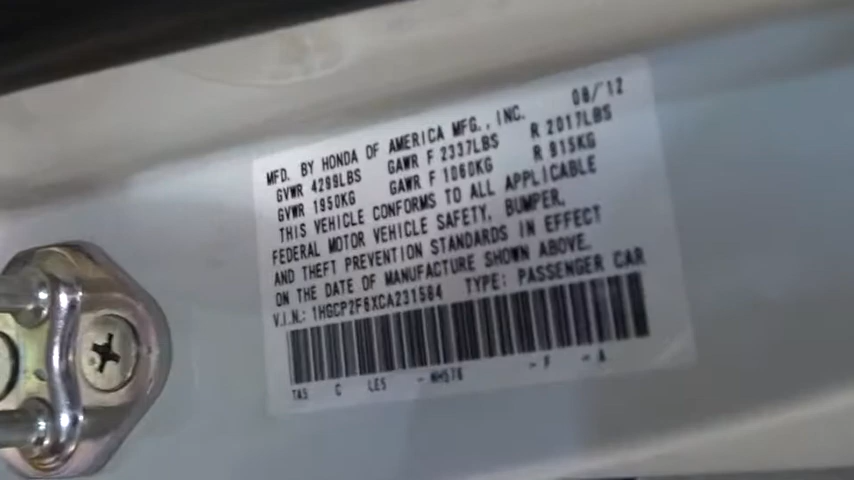 MFD. BY HONDA OF AMERICA MFG., INC. 08/12
GVWR 4299LBS GAWR F 2337LBS R 2017LBS
GVWR 1950KG GAWR F 1060KG R 915KG
THIS VEHICLE CONFORMS TO ALL APPLICABLE
FEDERAL MOTOR VEHICLE SAFETY, BUMPER,
AND THEFT PREVENTION STANDARDS IN EFFECT
ON THE DATE OF MANUFACTURE SHOWN ABOVE.
V.I.N.: 1HGCP2F6XCA231584 TYPE: PASSENGER CAR
TA5 C LES - NH578 - F - A